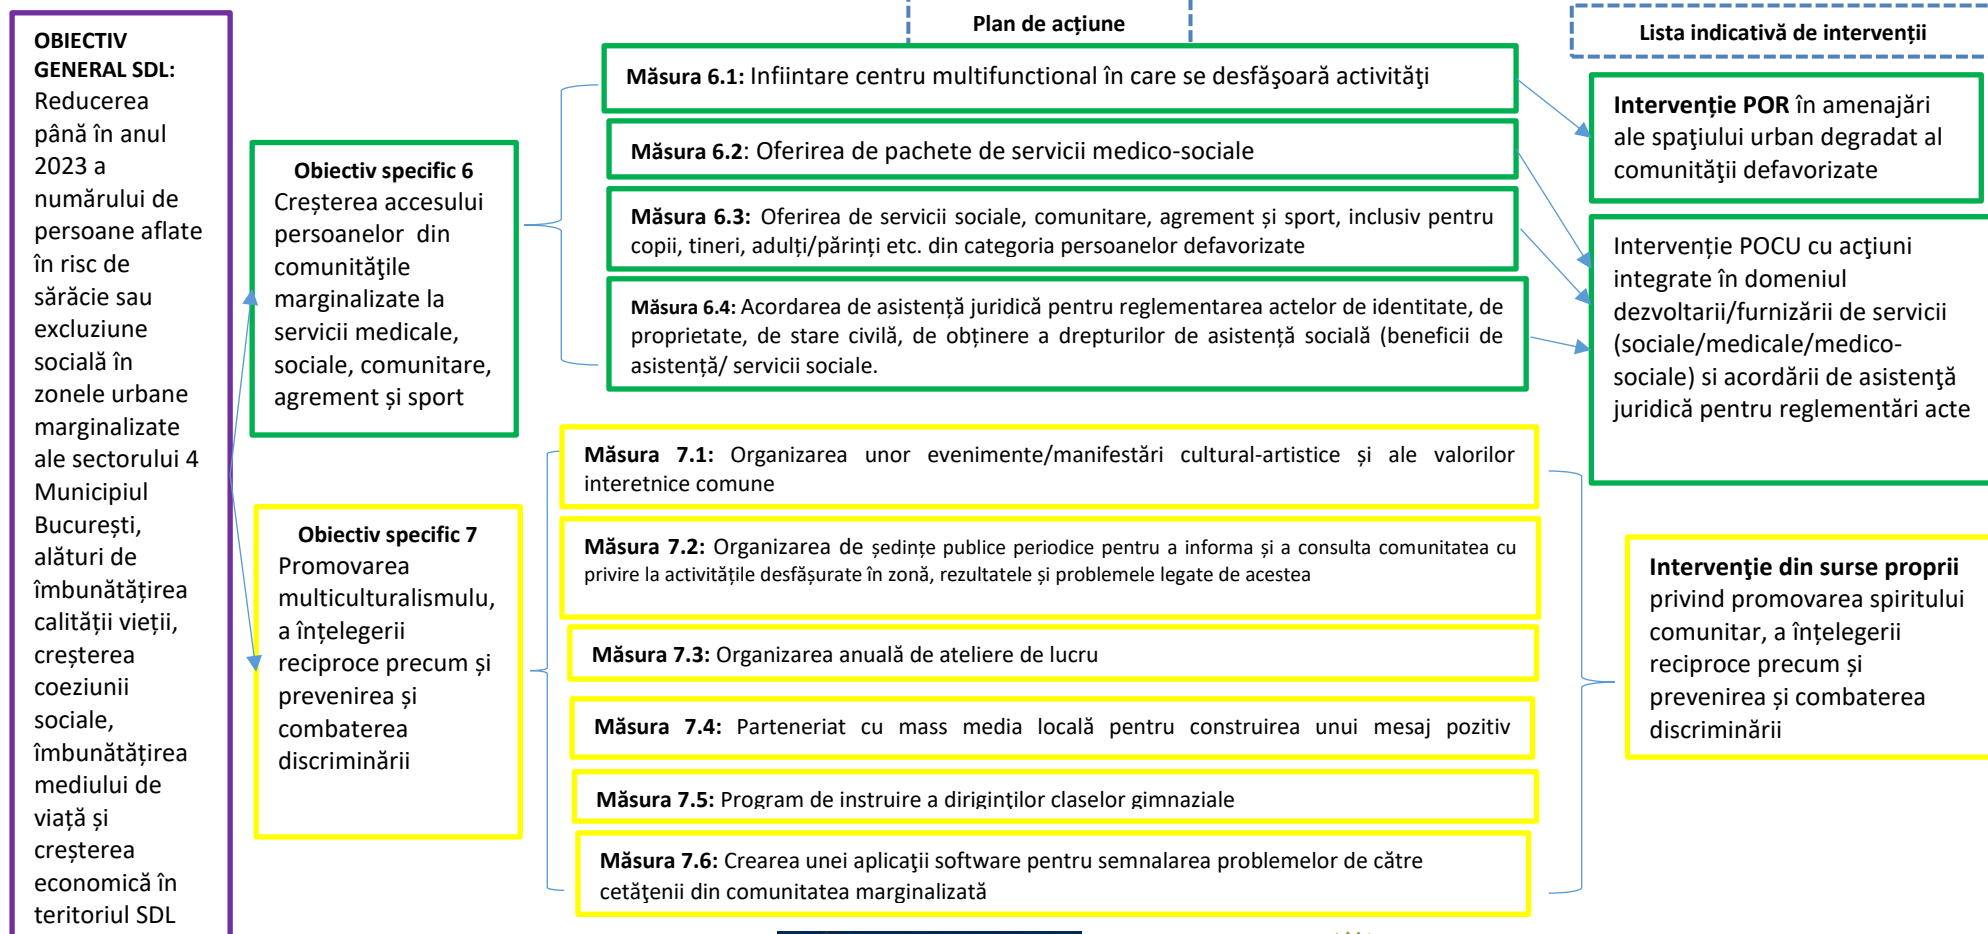 Plan de acțiune
Lista indicativă de intervenții
OBIECTIV
GENERAL SDL:
Reducerea
până în anul
2023 a
numărului de
persoane aflate
în risc de
sărăcie sau
excluziune
socială în
zonele urbane
marginalizate
ale sectorului 4
Municipiul
București,
alături de
îmbunătățirea
calității vieții,
creșterea
coeziunii
sociale,
îmbunătățirea
mediului de
viață și
creșterea
economică în
teritoriul SDL
Obiectiv specific 6
Creșterea accesului
persoanelor din
comunităţile
marginalizate la
servicii medicale,
sociale, comunitare,
agrement și sport
Măsura 6.1: Infiintare centru multifunctional în care se desfăşoară activităţi
Măsura 6.2: Oferirea de pachete de servicii medico-sociale
Măsura 6.3: Oferirea de servicii sociale, comunitare, agrement și sport, inclusiv pentru
copii, tineri, adulți/părinți etc. din categoria persoanelor defavorizate
Măsura 6.4: Acordarea de asistență juridică pentru reglementarea actelor de identitate, de
proprietate, de stare civilă, de obținere a drepturilor de asistență socială (beneficii de
asistență/ servicii sociale.
Intervenție POR în amenajări
ale spaţiului urban degradat al
comunităţii defavorizate
Intervenție POCU cu acţiuni
integrate în domeniul
dezvoltarii/furnizării de servicii
(sociale/medicale/medico-
sociale) si acordării de asistenţă
juridică pentru reglementări acte
Obiectiv specific 7
Promovarea
multiculturalismulu,
a înțelegerii
reciproce precum și
prevenirea și
combaterea
discriminării
Măsura 7.1: Organizarea unor evenimente/manifestări cultural-artistice și ale valorilor
interetnice comune
Măsura 7.2: Organizarea de ședințe publice periodice pentru a informa și a consulta comunitatea cu
privire la activitățile desfășurate în zonă, rezultatele și problemele legate de acestea
Măsura 7.3: Organizarea anuală de ateliere de lucru
Măsura 7.4: Parteneriat cu mass media locală pentru construirea unui mesaj pozitiv
Măsura 7.5: Program de instruire a diriginţilor claselor gimnaziale
Măsura 7.6: Crearea unei aplicaţii software pentru semnalarea problemelor de către
cetăţenii din comunitatea marginalizată
Intervenţie din surse proprii
privind promovarea spiritului
comunitar, a înțelegerii
reciproce precum și
prevenirea și combaterea
discriminării